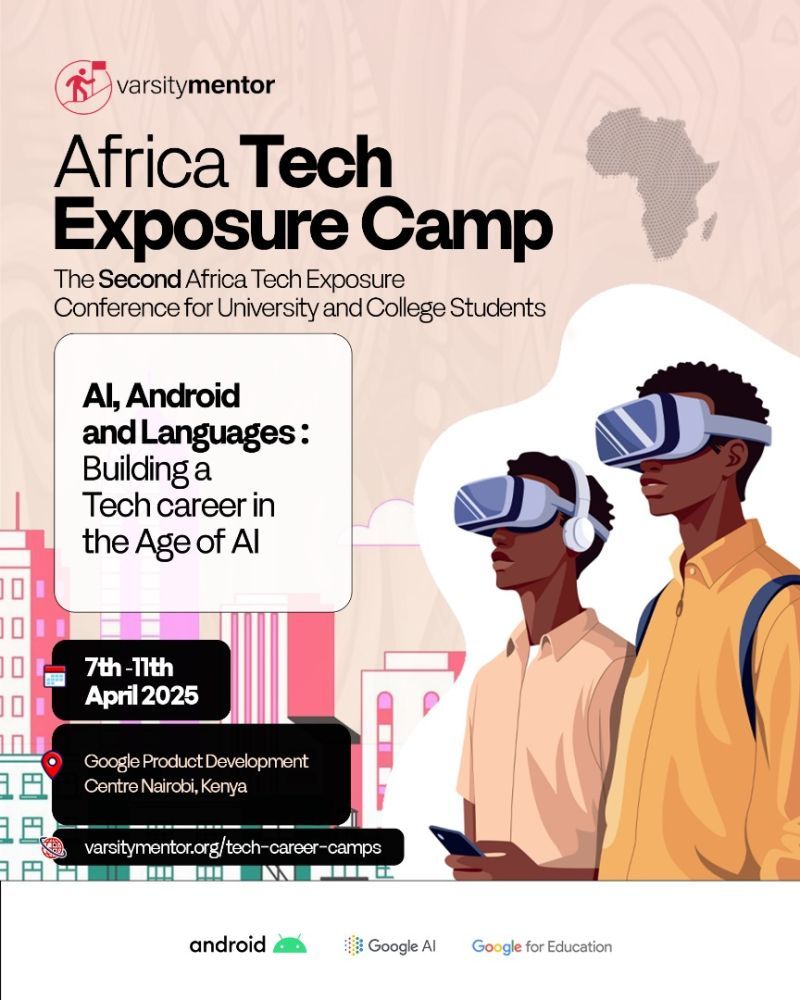 varsitymentor
Africa Tech
Exposure Camp
The Second Africa Tech Exposure
Conference for University and College Students
AI, Android
and Languages :
Building a
Tech career in
the Age of AI
7th -11th
April 2025
Google Product Development
Centre Nairobi, Kenya
varsitymentor.org/tech-career-camps
android
Google AI
Google for Education